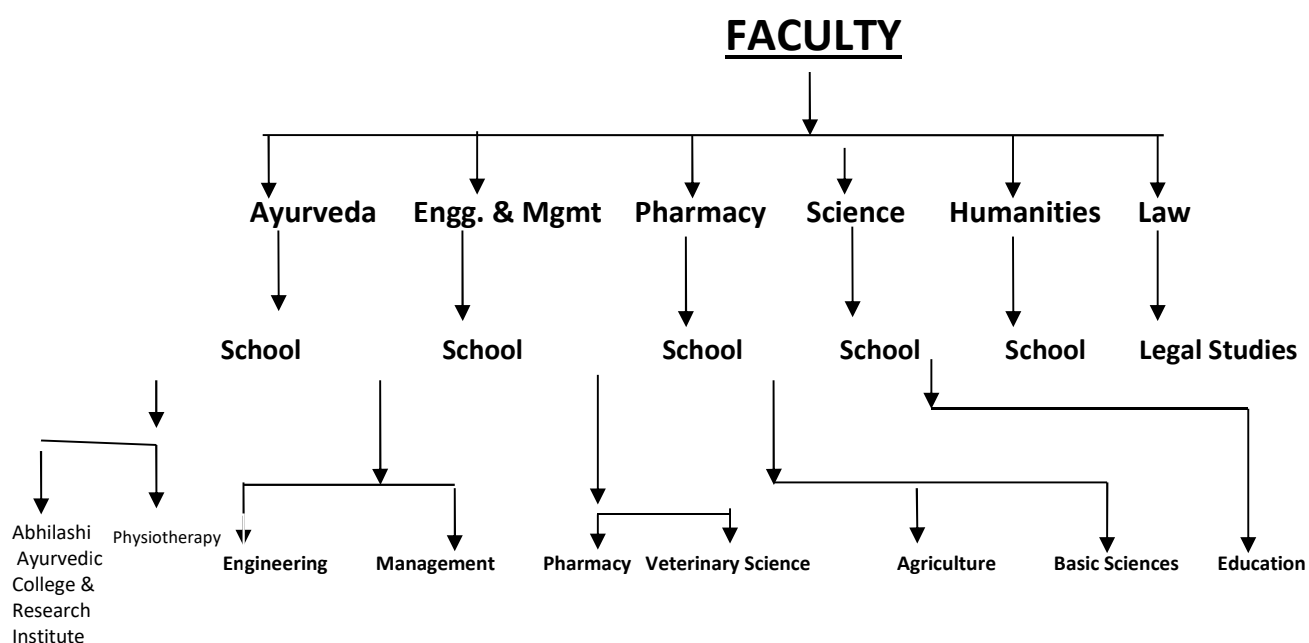 FACULTY
Ayurveda Engg. & Mgmt Pharmacy Science Humanities Law
School School School School School Legal Studies
Abhilashi
Ayurvedic
College &
Research
Institute
Physiotherapy
Engineering Management Pharmacy Veterinary Science Agriculture Basic Sciences Education